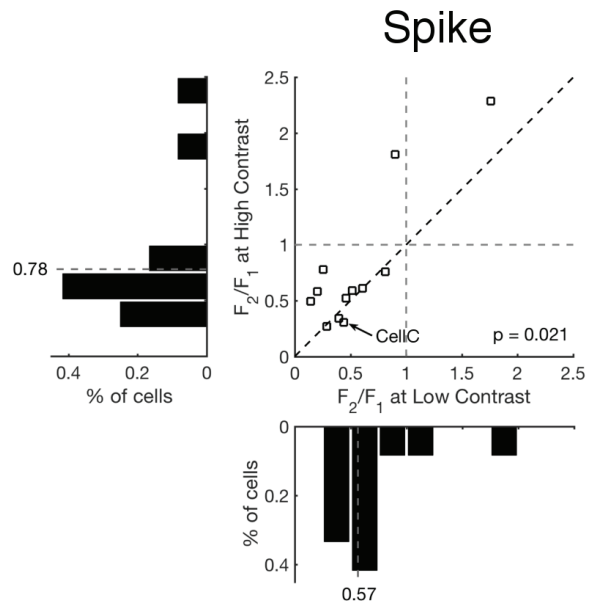 Spike
2.5
2
1.5
1
0.5
0
F2/F1 at High Contrast
0.78
0.4 0.2 0
% of cells
CellC
p = 0.021
0 0.5 1 1.5 2 2.5
F2/F1 at Low Contrast
0
0.2
0.4
% of cells
0.57